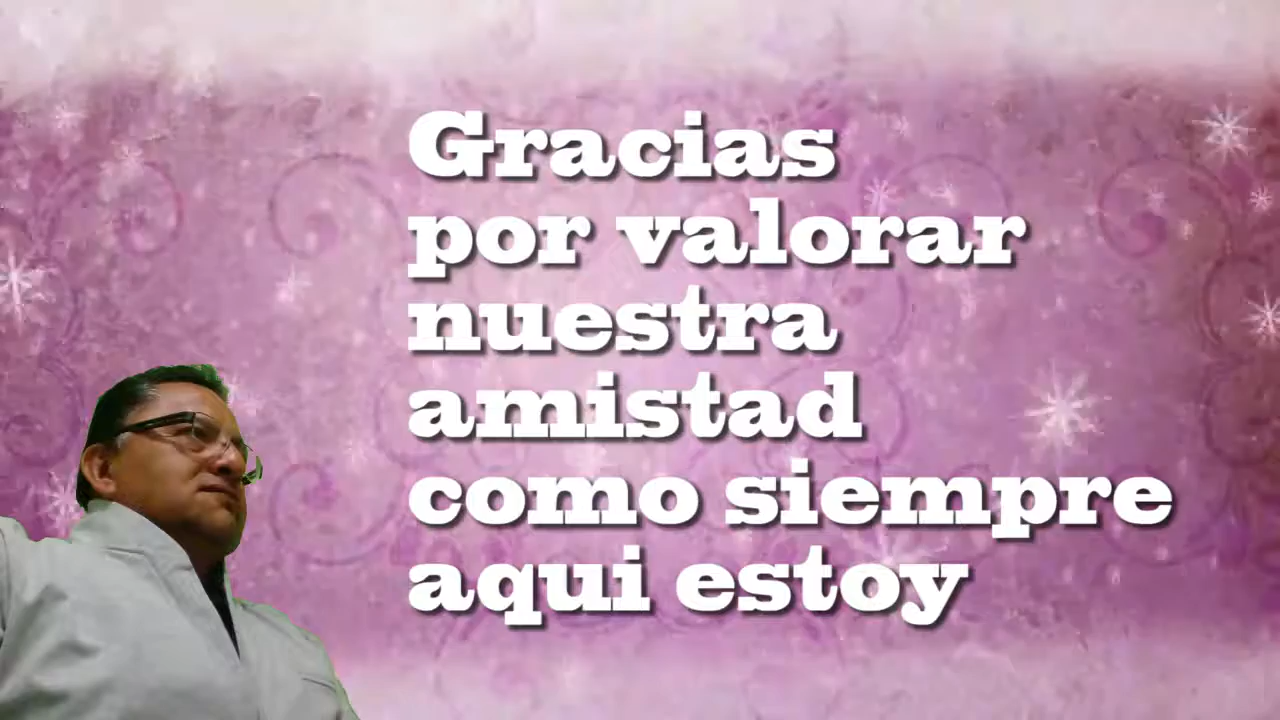 Gracias
por valorar
nuestra
amistad
como siempre
aqui estoy